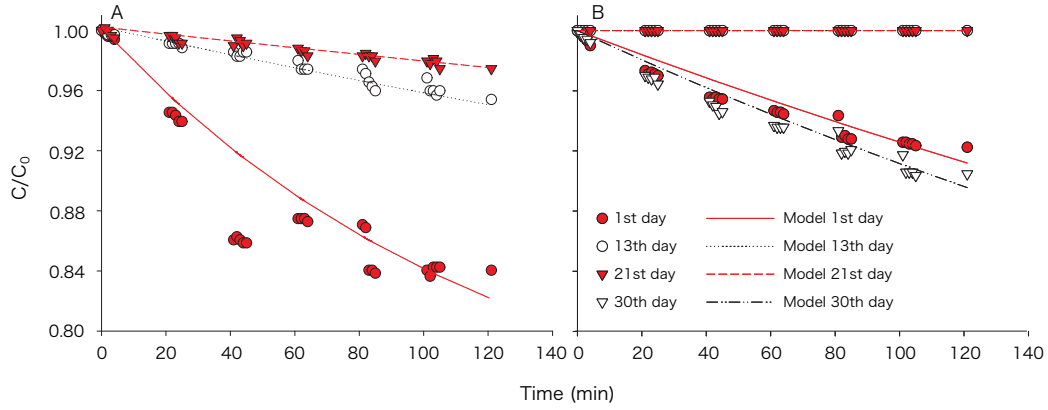 A
B
1.00
0.96
0.92
0.88
0.84
0.80
C/C0
0 20 40 60 80 100 120 140
0 20 40 60 80 100 120 140
1st day Model 1st day
13th day Model 13th day
21st day Model 21st day
30th day Model 30th day
Time (min)